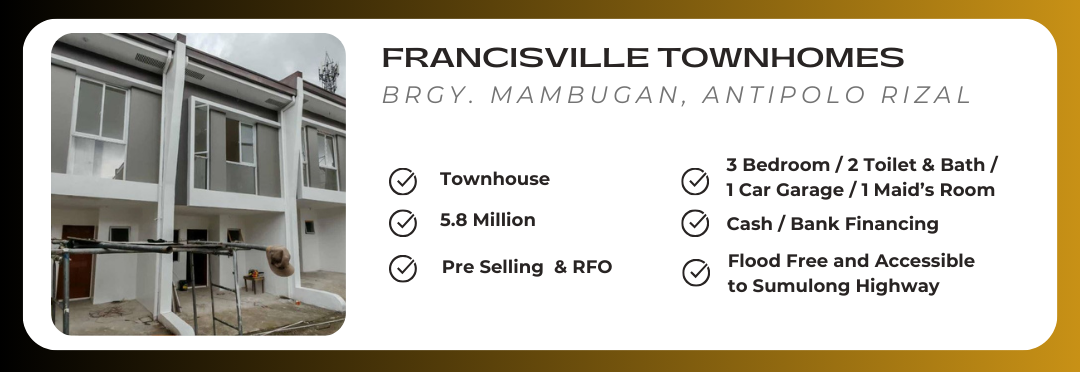 FRANCISVILLE TOWNHOMES
BRGY. MAMBUGAN, ANTIPOLO RIZAL
Townhouse
5.8 Million
Pre Selling & RFO
3 Bedroom / 2 Toilet & Bath /
1 Car Garage / 1 Maid’s Room
Cash / Bank Financing
Flood Free and Accessible
to Sumulong Highway